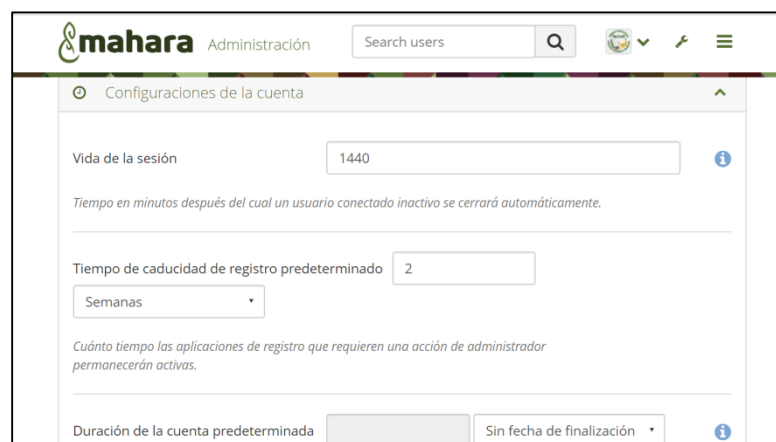 mahara Administración Search users
Configuraciones de la cuenta
Vida de la sesión 1440
Tiempo en minutos después del cual un usuario conectado inactivo se cerrará automáticamente.
Tiempo de caducidad de registro predeterminado 2
Semanas
Cuánto tiempo las aplicaciones de registro que requieren una acción de administrador
permanecerán activas.
Duración de la cuenta predeterminada Sin fecha de finalización